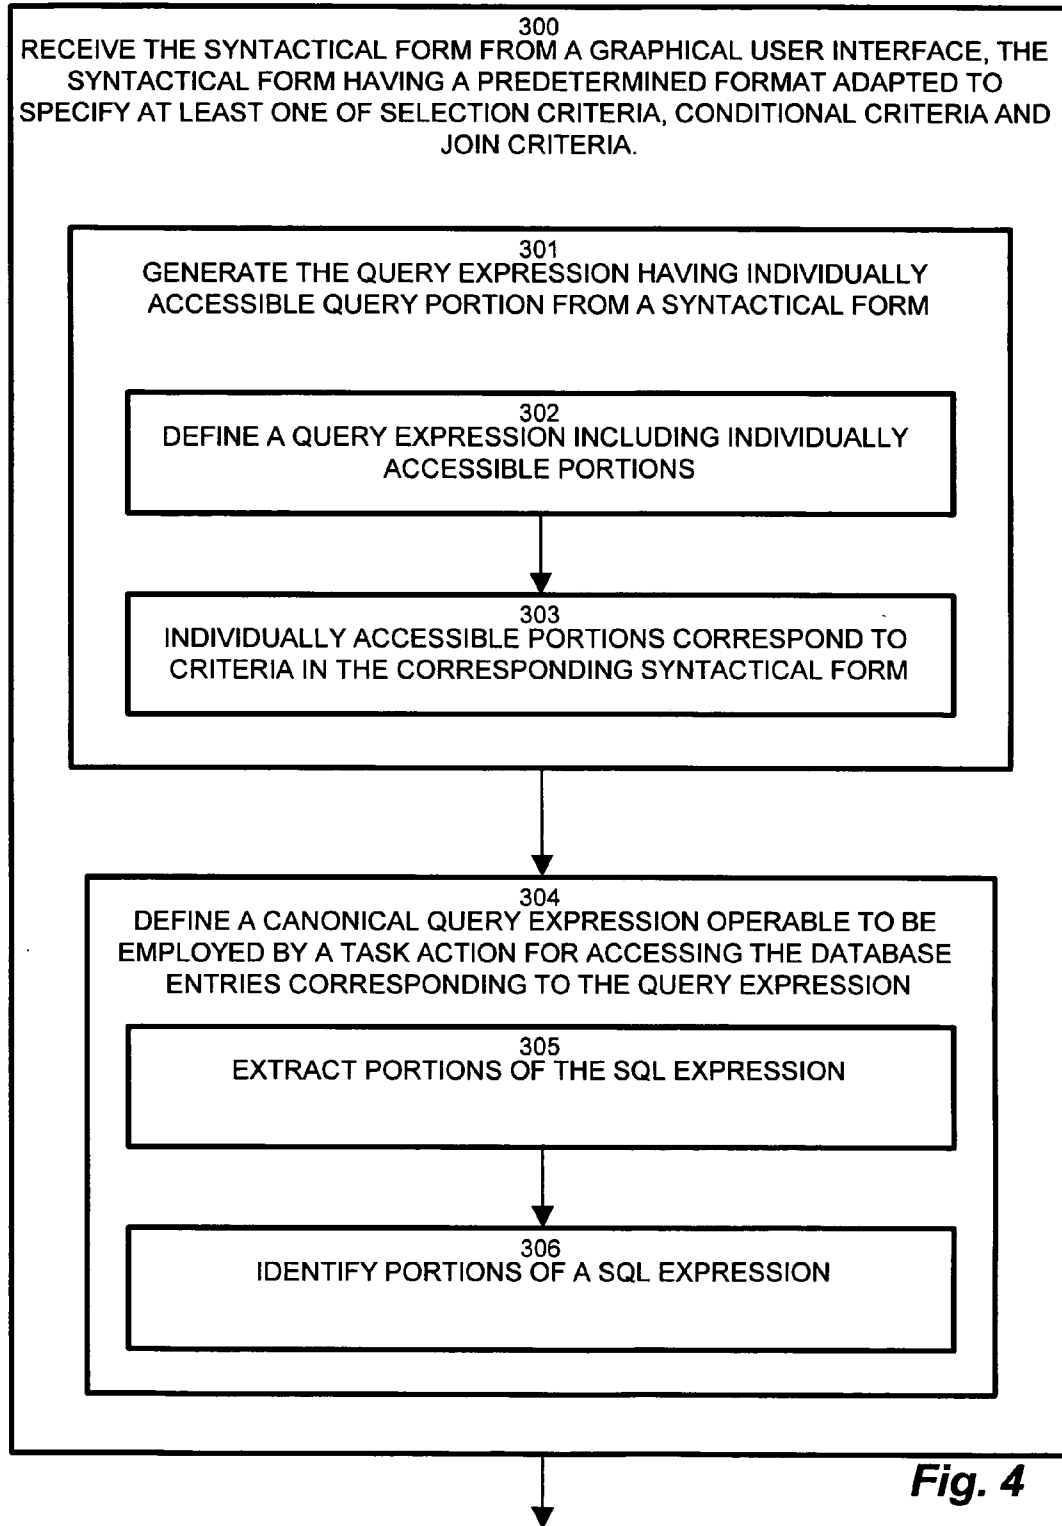 300
RECEIVE THE SYNTACTICAL FORM FROM A GRAPHICAL USER INTERFACE, THE
SYNTACTICAL FORM HAVING A PREDETERMINED FORMAT ADAPTED TO
SPECIFY AT LEAST ONE OF SELECTION CRITERIA, CONDITIONAL CRITERIA AND
JOIN CRITERIA.
301
GENERATE THE QUERY EXPRESSION HAVING INDIVIDUALLY
ACCESSIBLE QUERY PORTION FROM A SYNTACTICAL FORM
302
DEFINE A QUERY EXPRESSION INCLUDING INDIVIDUALLY
ACCESSIBLE PORTIONS
303
INDIVIDUALLY ACCESSIBLE PORTIONS CORRESPOND TO
CRITERIA IN THE CORRESPONDING SYNTACTICAL FORM
304
DEFINE A CANONICAL QUERY EXPRESSION OPERABLE TO BE
EMPLOYED BY A TASK ACTION FOR ACCESSING THE DATABASE
ENTRIES CORRESPONDING TO THE QUERY EXPRESSION
305
EXTRACT PORTIONS OF THE SQL EXPRESSION
306
IDENTIFY PORTIONS OF A SQL EXPRESSION
Fig. 4